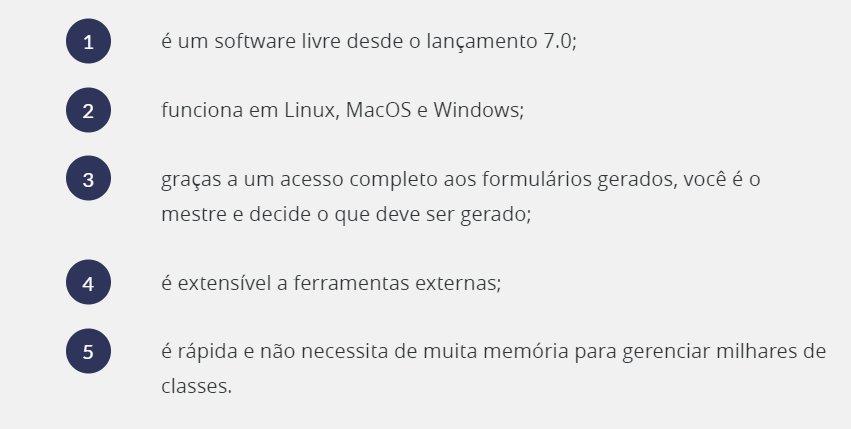 1 é um software livre desde o lançamento 7.0;
2 funciona em Linux, MacOS e Windows;
3 graças a um acesso completo aos formulários gerados, você é o
mestre e decide o que deve ser gerado;
4 é extensível a ferramentas externas;
5 é rápida e não necessita de muita memória para gerenciar milhares de
classes.